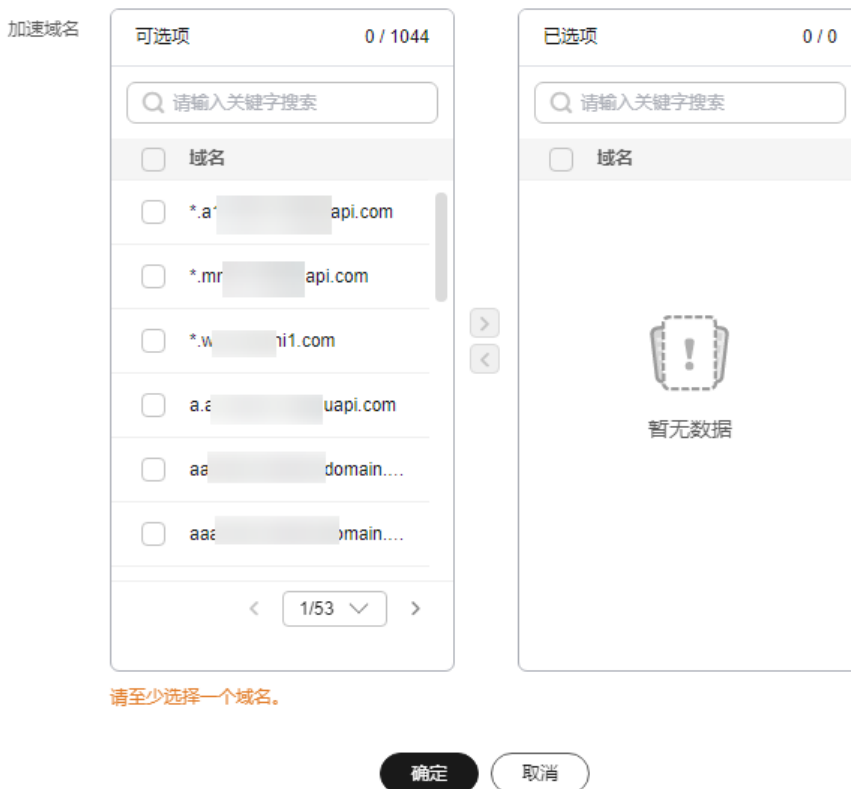 加速域名
可选项 0 / 1044
请输入关键字搜索
域名
*.a api.com
*.mr api.com
*.w ni1.com
a.a uapi.com
aa domain....
aaa omain....
1/53
请至少选择一个域名。
已选项 0 / 0
请输入关键字搜索
域名
暂无数据
确定 取消